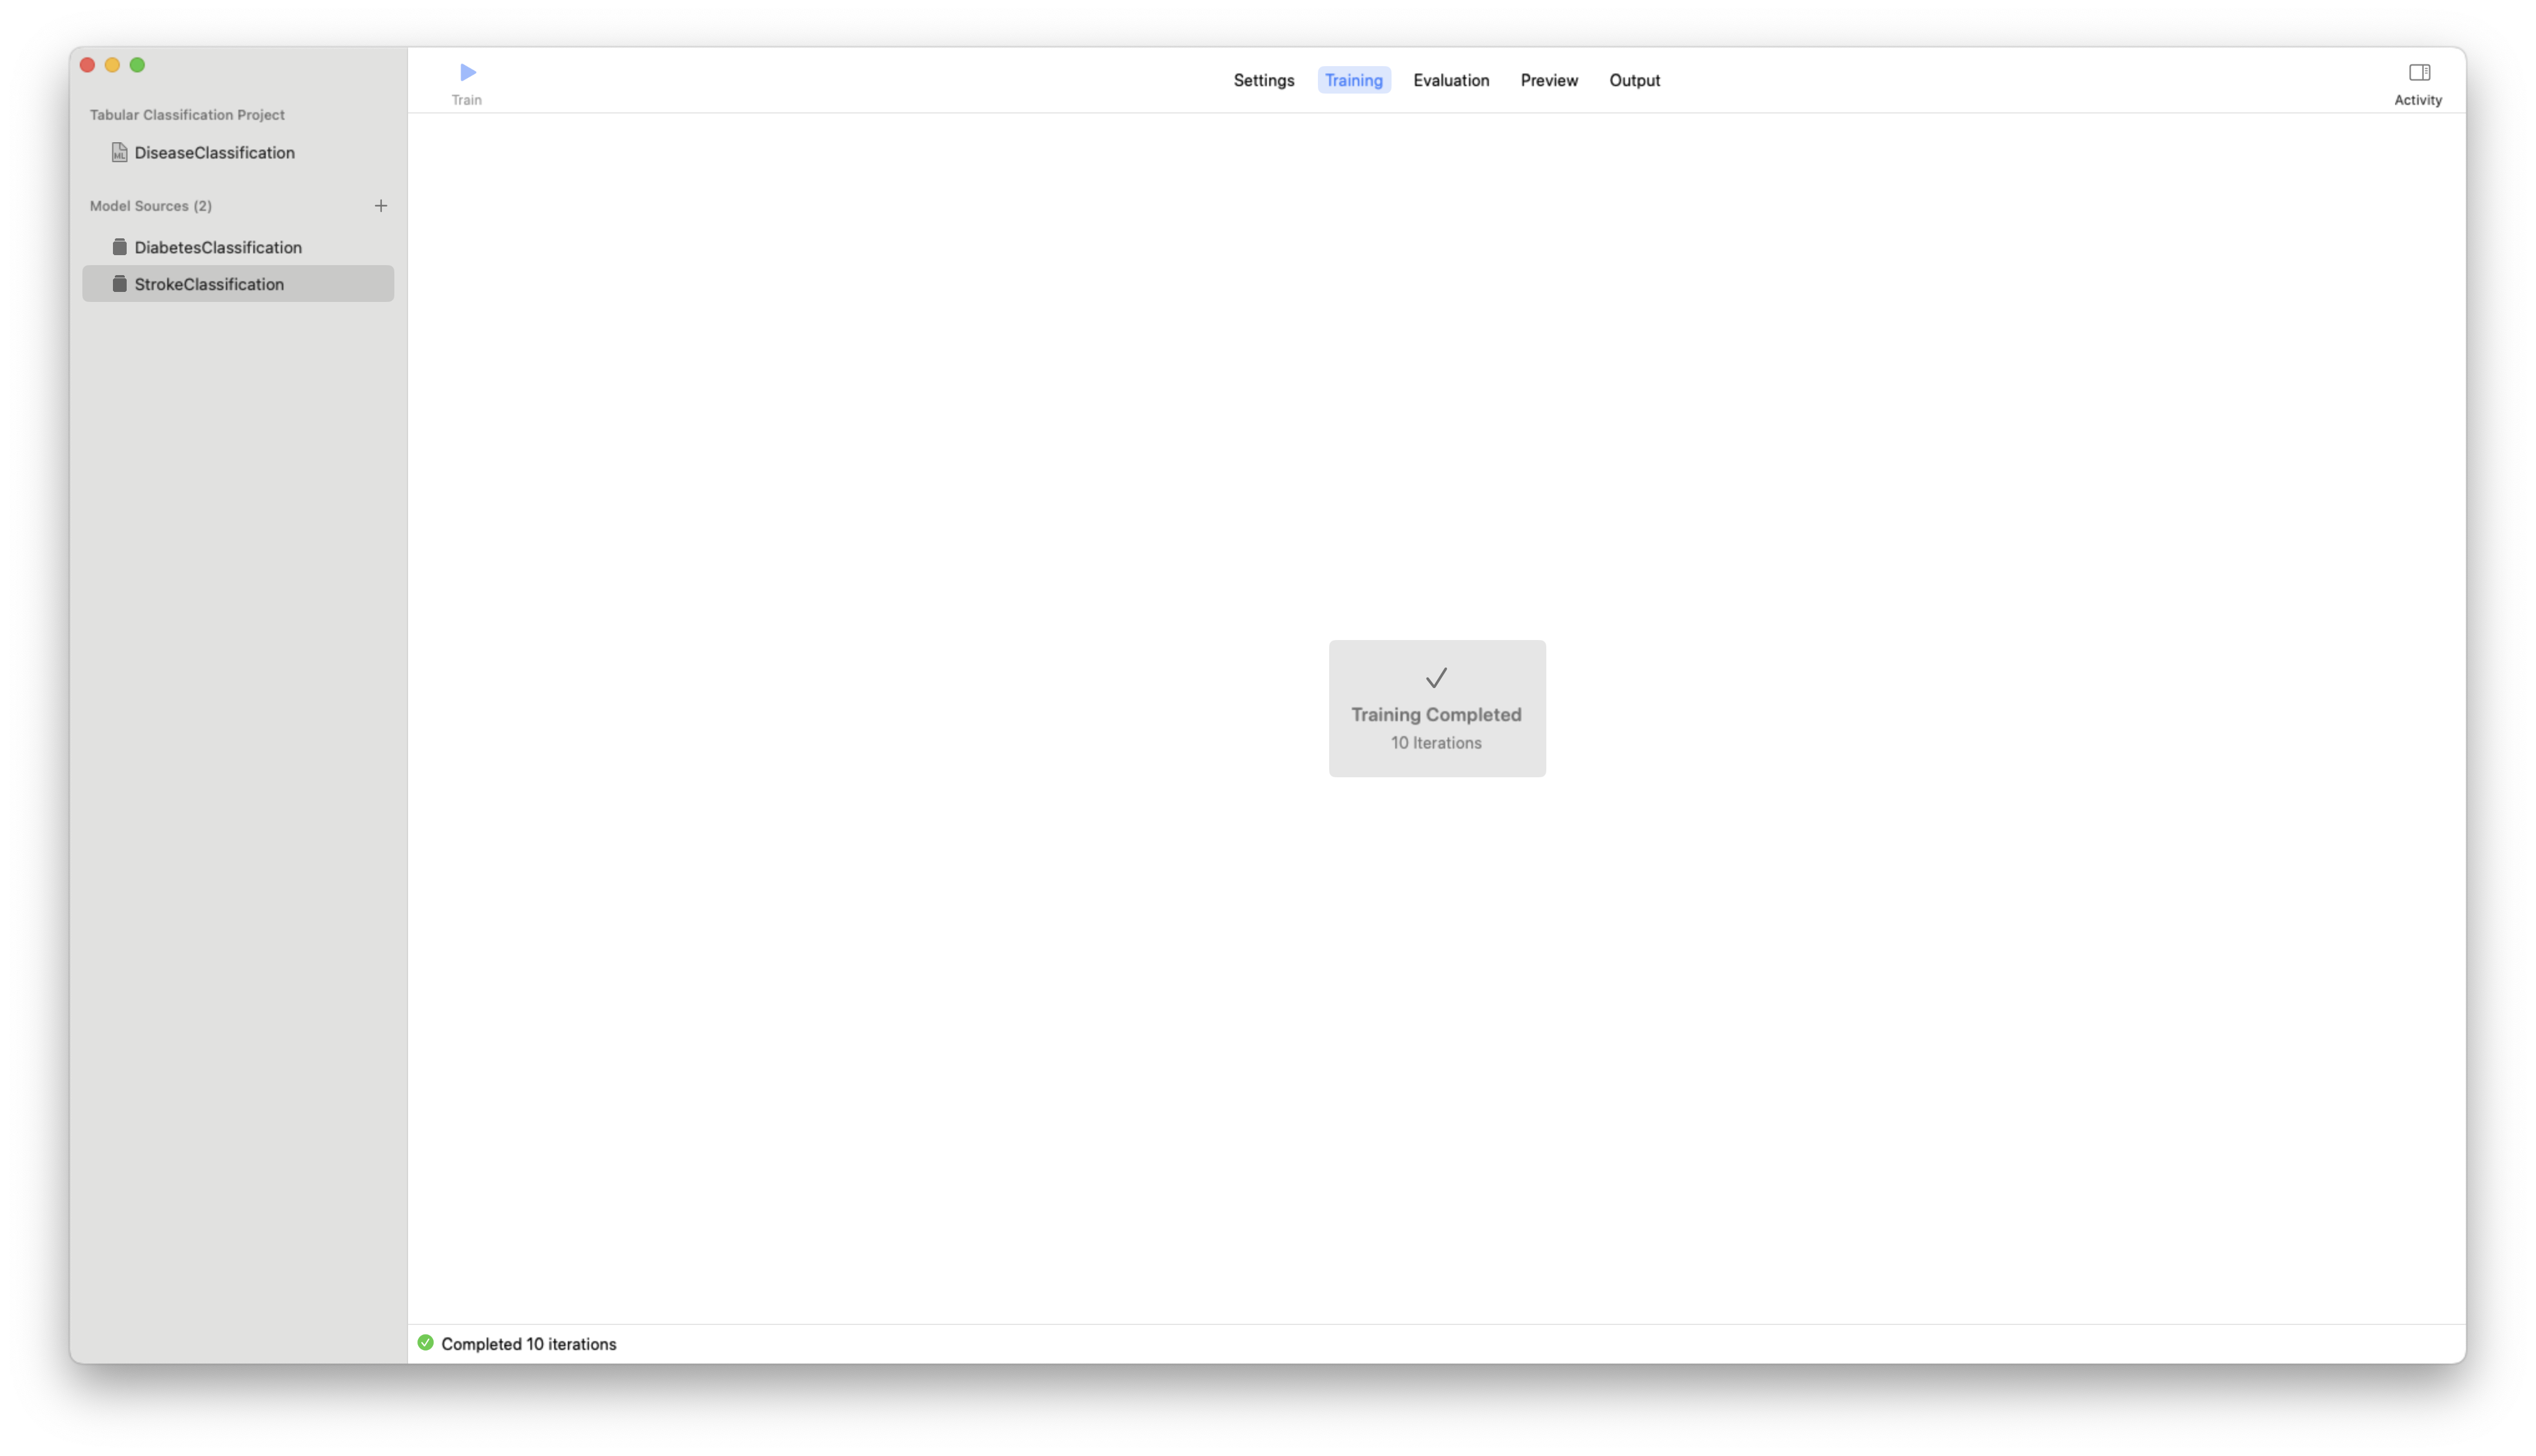 Tabular Classification Project
ML DiseaseClassification
Model Sources (2)
DiabetesClassification
StrokeClassification
Train
Settings Training Evaluation Preview Output
Activity
Training Completed
10 Iterations
Completed 10 iterations